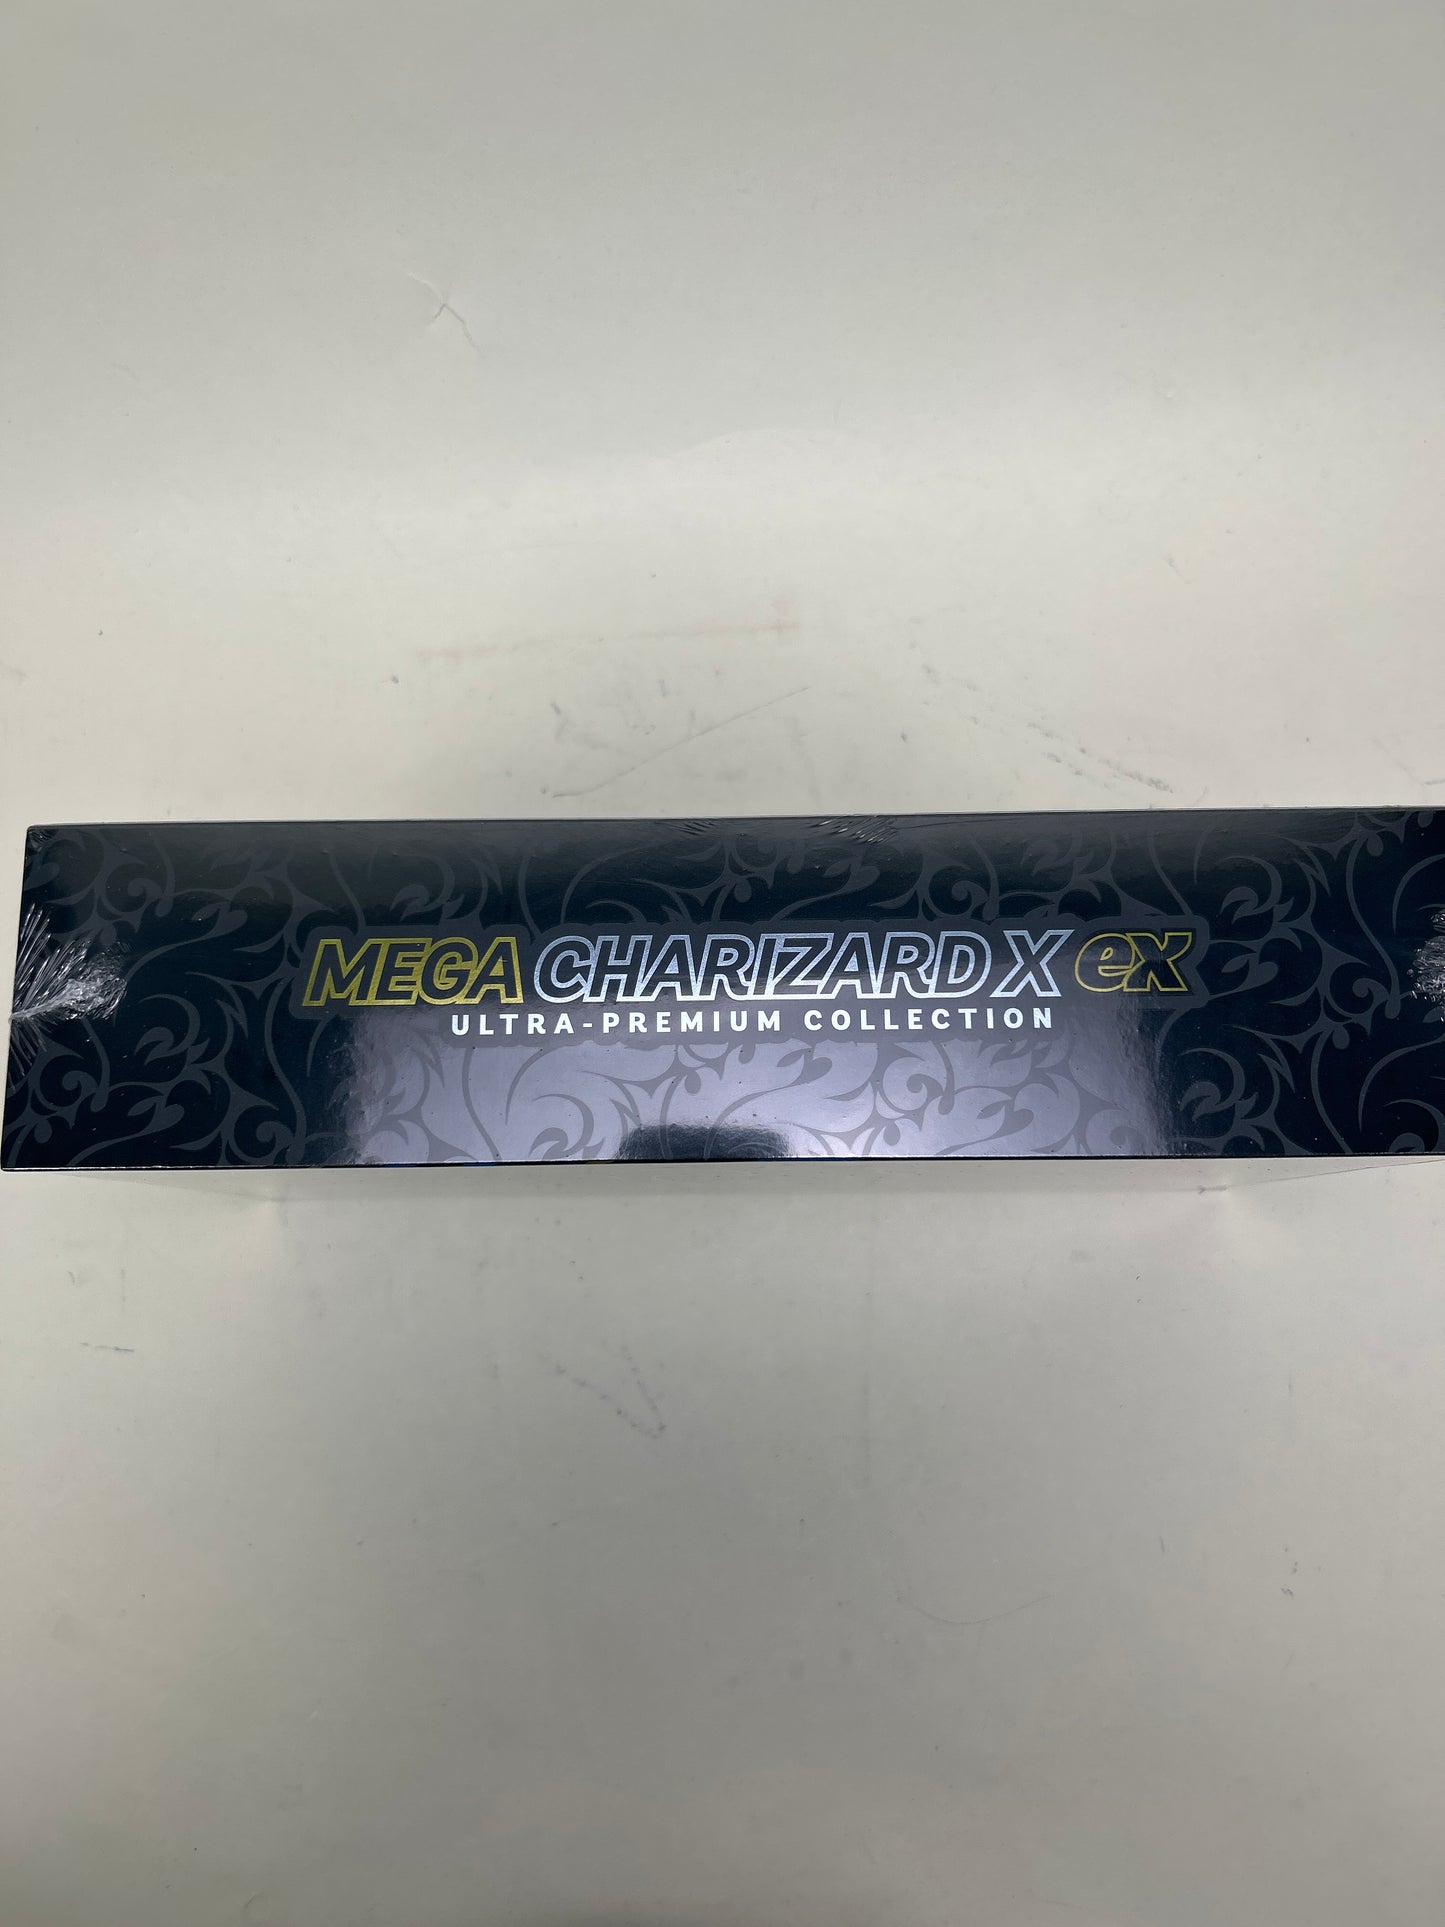 MEGA CHARIZARD X ex
ULTRA-PREMIUM COLLECTION